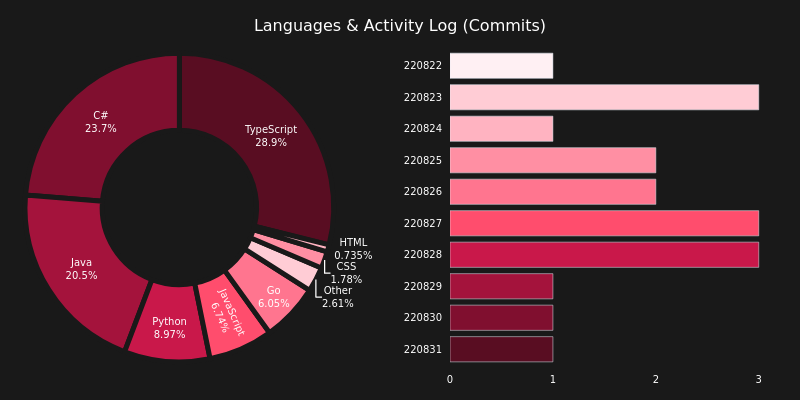 Languages & Activity Log (Commits)
TypeScript
28.9%
C#
23.7%
Java
20.5%
Python
8.97%
JavaScript
6.74%
Go
6.05%
Other
2.61%
CSS
1.78%
HTML
0.735%
220822
220823
220824
220825
220826
220827
220828
220829
220830
220831
0 1 2 3